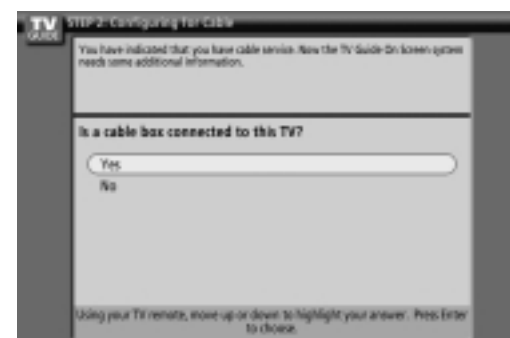 TV
GUIDE
STEP 2: Configuring for Cable
You have indicated that you have cable service. Now the TV Guide On Screen system
needs some additional information.
Is a cable box connected to this TV?
Yes
No
Using your TV remote, move up or down to highlight your answer. Press Enter
to choose.